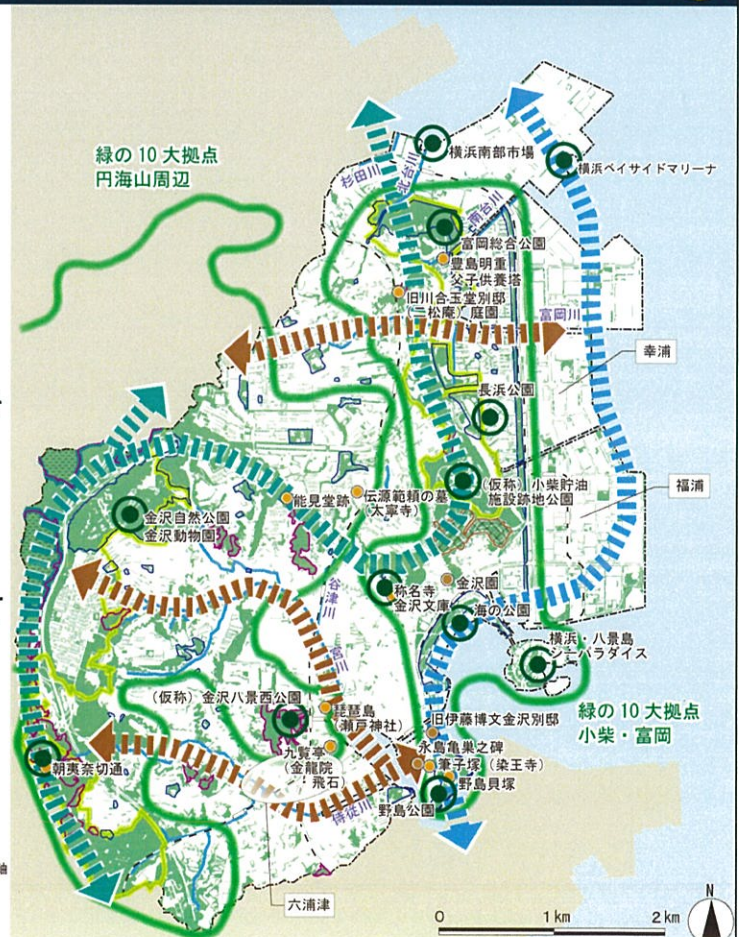 緑の10大拠点
円海山周辺
横浜南部市場
横浜ベイサイドマリーナ
杉田川
南台川
富岡総合公園
豊島明重
父子供養塔
旧川合玉堂別邸
（二松庵）庭園
富岡川
幸浦
長浜公園
（仮称）小柴貯油
施設跡地公園
福浦
能見堂跡
伝源範頼の墓
（太寧寺）
金沢自然公園
金沢動物園
谷津川
称名寺
金沢文庫
金沢園
海の公園
宮川
横浜・八景島
シーパラダイス
（仮称）金沢八景西公園
琵琶島
（瀬戸神社）
旧伊藤博文金沢別邸
緑の10大拠点
小柴・富岡
九覧亭
（金龍院
飛石）
永島亀巣之碑
筆子塚（染王寺）
野島貝塚
朝夷奈切通
野島公園
侍従川
六浦津
N
0 1km 2km